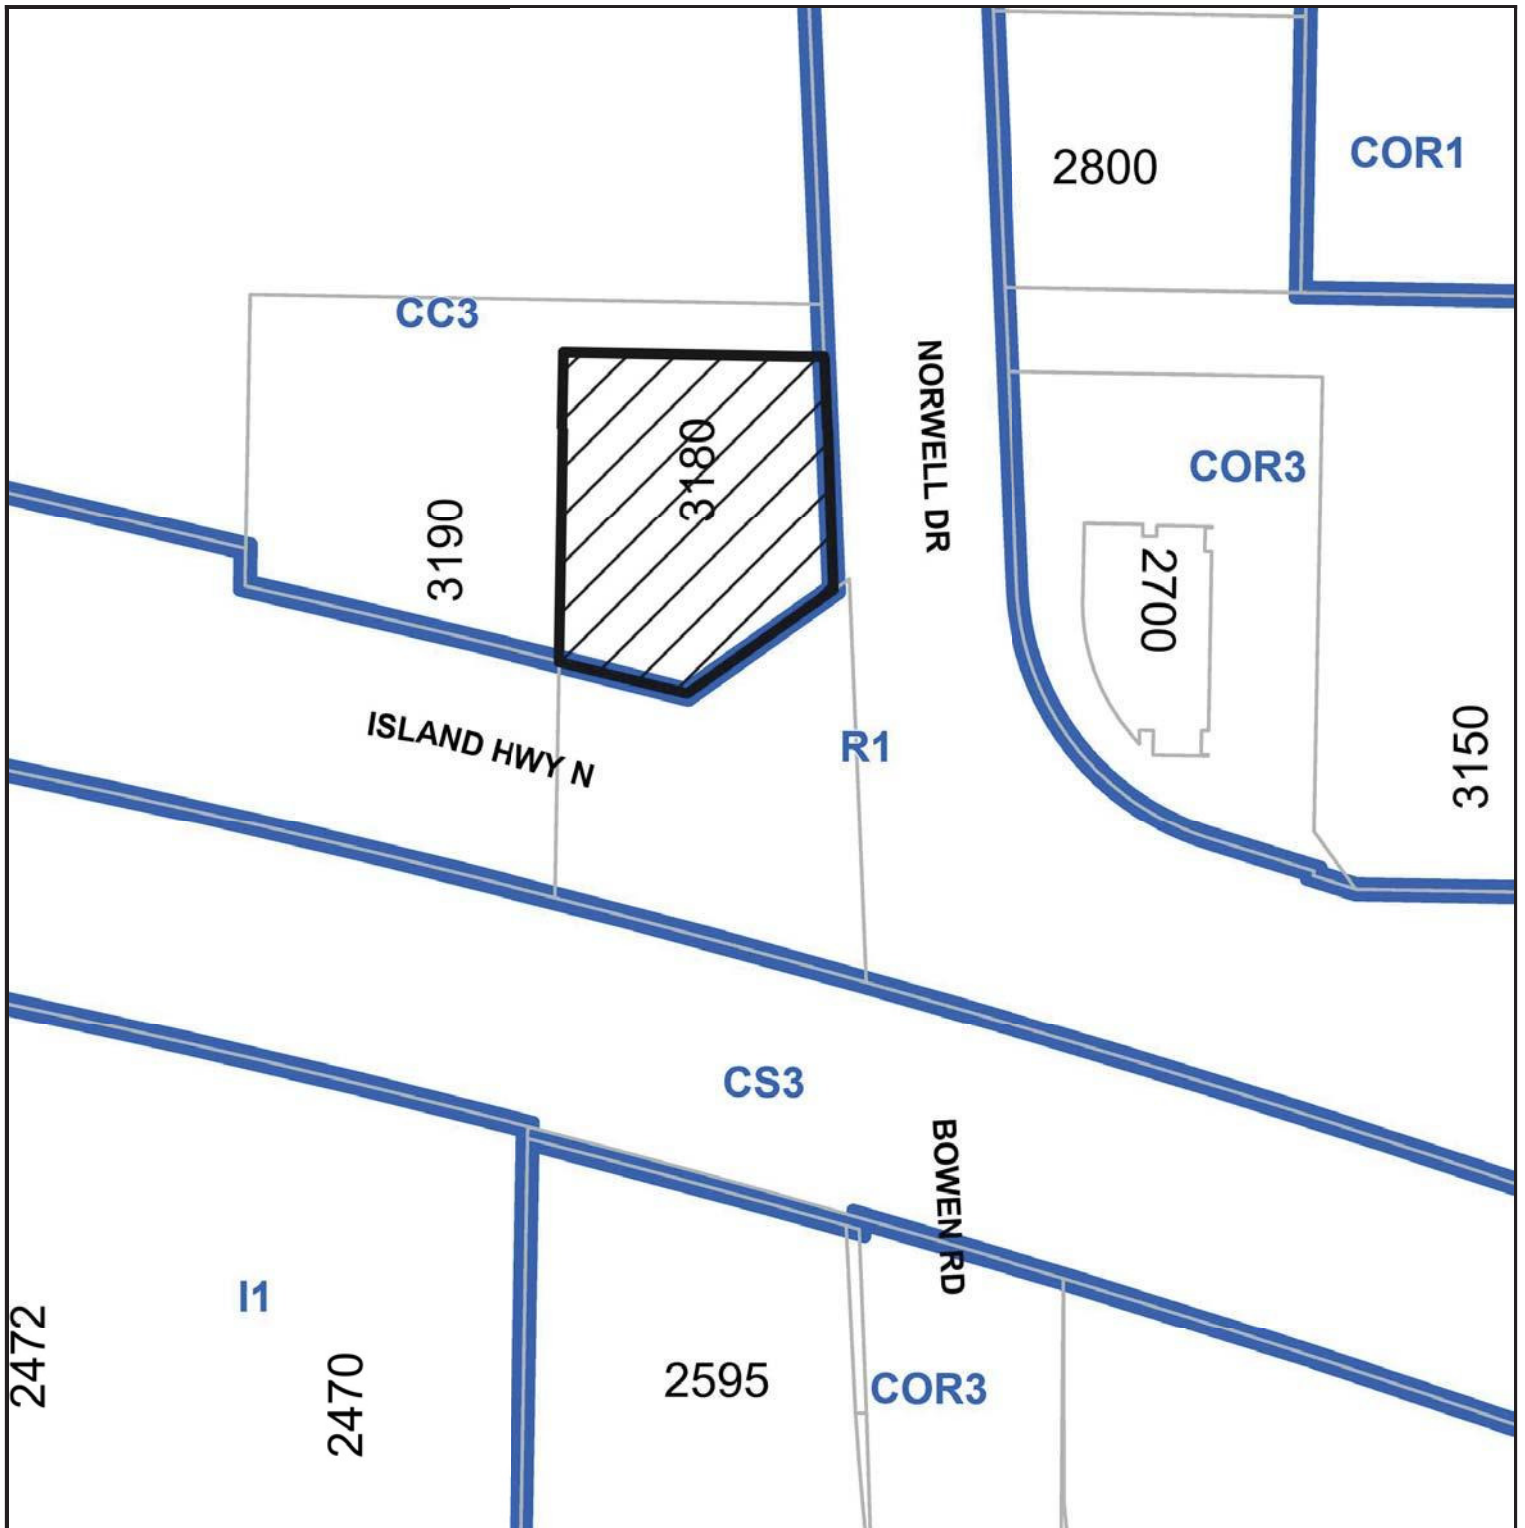 2800
COR1
CC3
NORWELL DR
3180
COR3
3190
2700
ISLAND HWY N
R1
3150
CS3
BOWEN RD
I1
2472
2470
2595
COR3